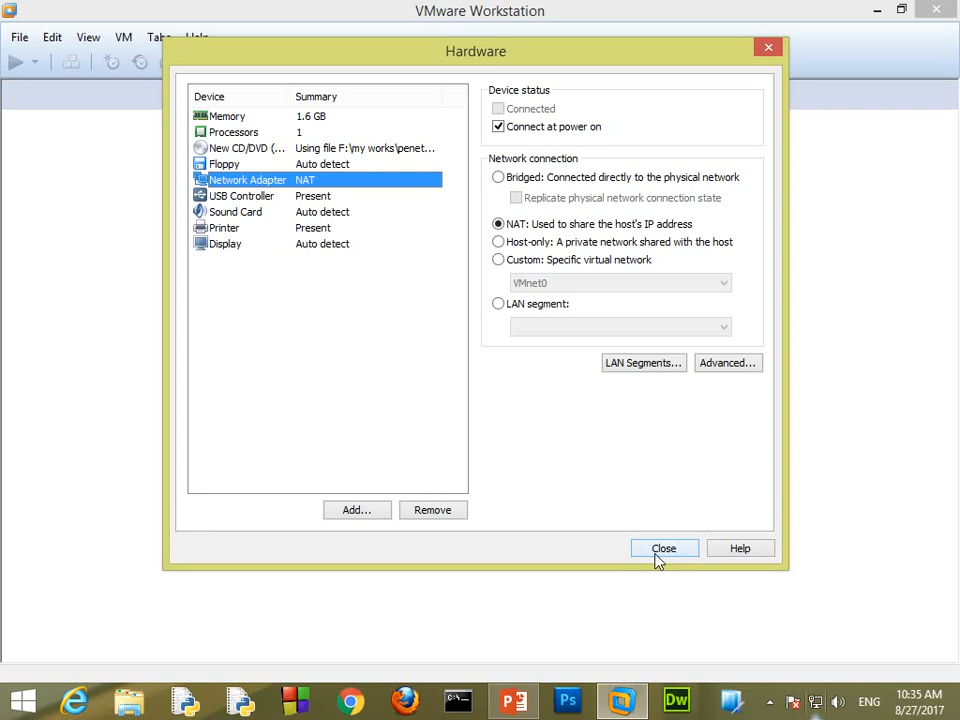 VMware Workstation
File Edit View VM Tabs Help
Hardware
Device Summary
Memory 1.6 GB
Processors 1
New CD/DVD (... Using file F:\my works\penet...
Floppy Auto detect
Network Adapter NAT
USB Controller Present
Sound Card Auto detect
Printer Present
Display Auto detect
Add... Remove
Device status
Connected
Connect at power on
Network connection
Bridged: Connected directly to the physical network
Replicate physical network connection state
NAT: Used to share the host's IP address
Host-only: A private network shared with the host
Custom: Specific virtual network
VMnet0
LAN segment:
LAN Segments... Advanced...
Close Help
Ps Dw ENG 10:35 AM
8/27/2017